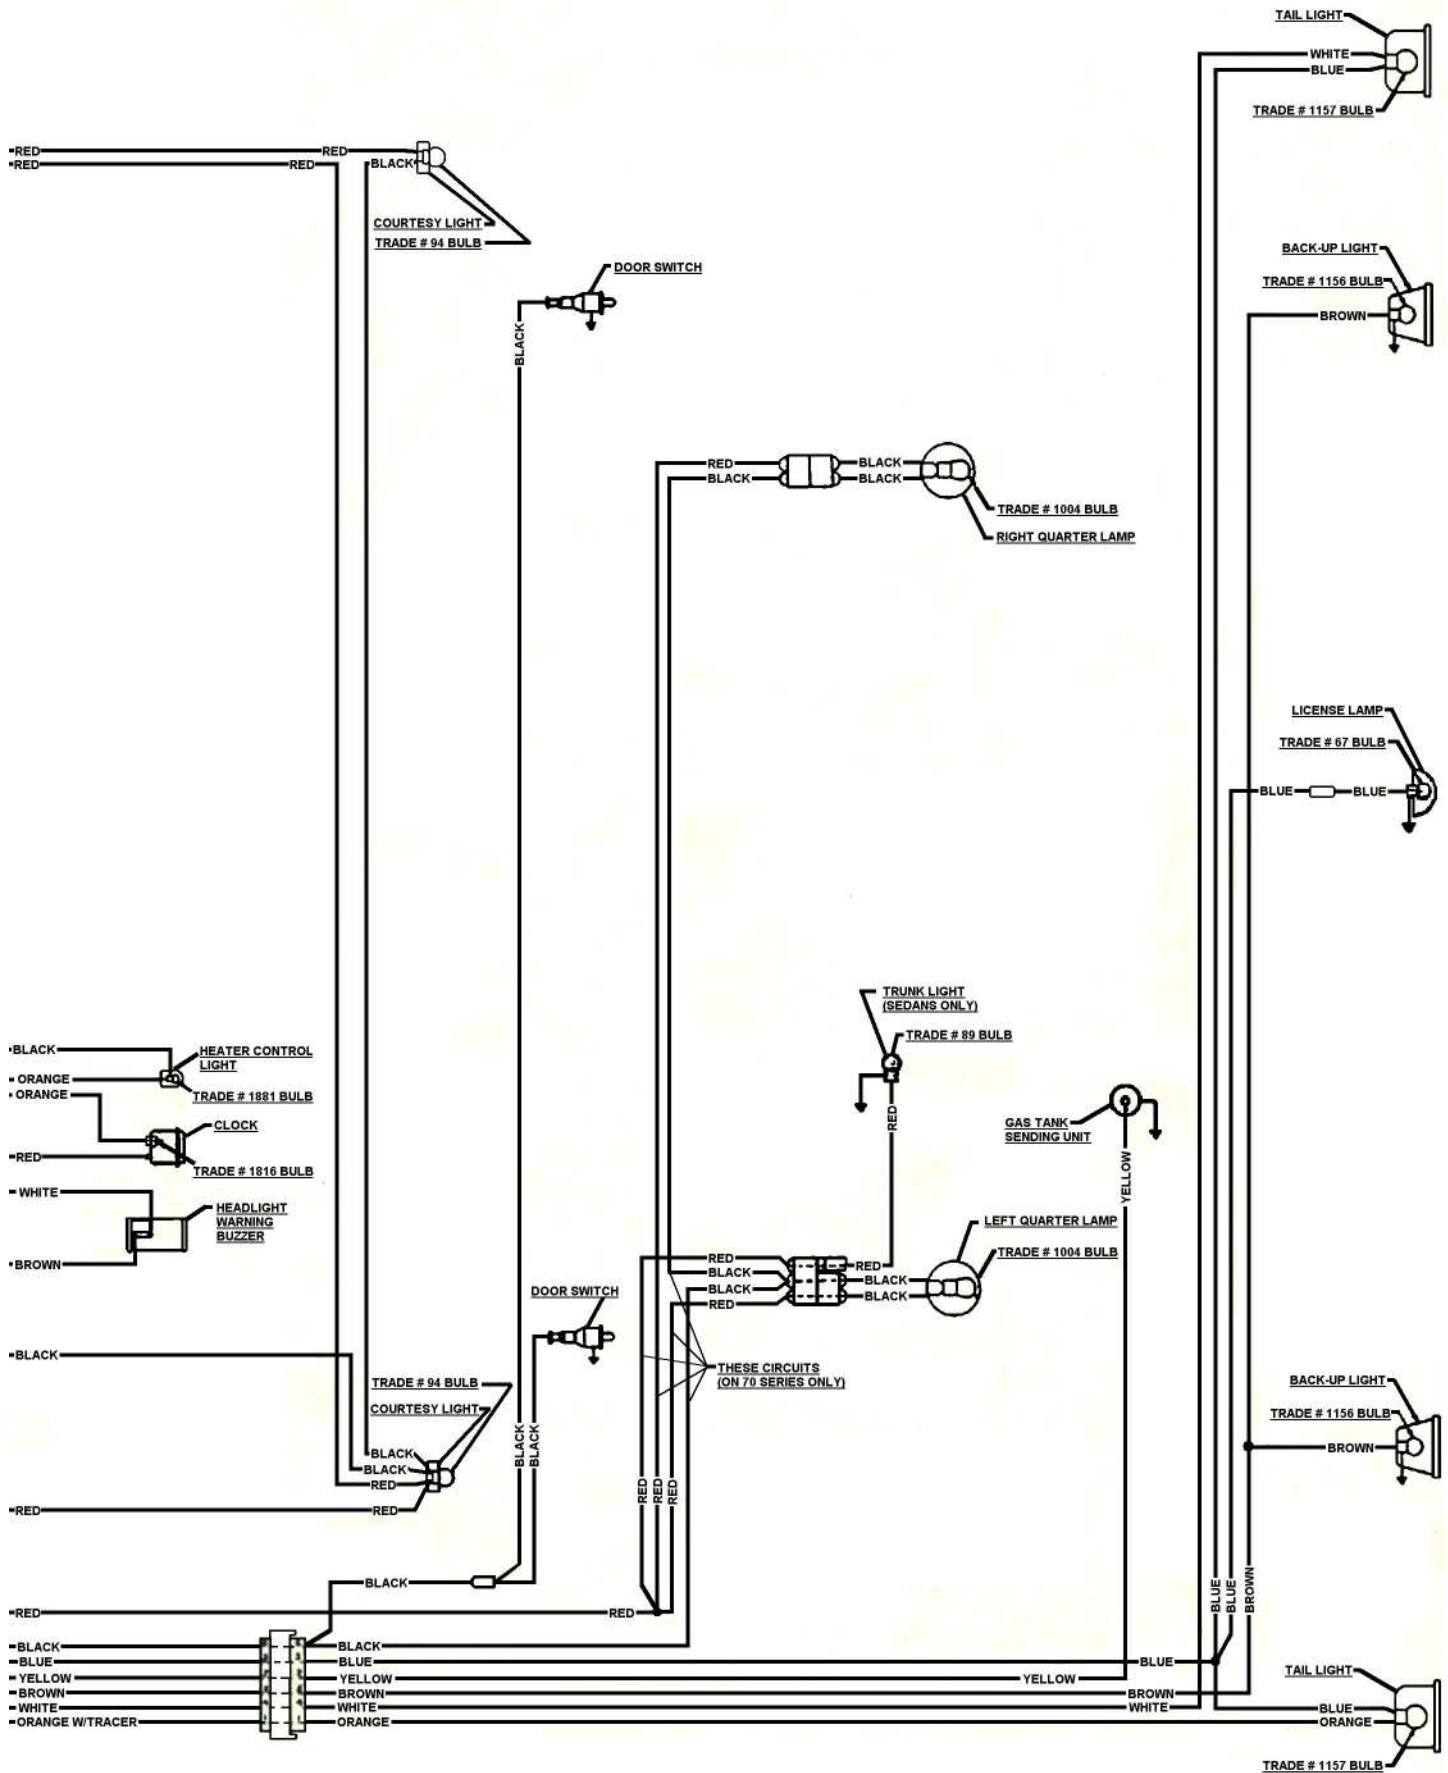 TAIL LIGHT
WHITE
BLUE
TRADE # 1157 BULB
RED
RED
RED
RED
BLACK
COURTESY LIGHT
TRADE # 94 BULB
DOOR SWITCH
BLACK
BACK-UP LIGHT
TRADE # 1156 BULB
BROWN
RED
BLACK
BLACK
BLACK
TRADE # 1004 BULB
RIGHT QUARTER LAMP
LICENSE LAMP
TRADE # 67 BULB
BLUE
BLUE
TRUNK LIGHT
(SEDANS ONLY)
TRADE # 89 BULB
RED
BLACK
ORANGE
ORANGE
HEATER CONTROL
LIGHT
TRADE # 1881 BULB
CLOCK
RED
TRADE # 1816 BULB
WHITE
HEADLIGHT
WARNING
BUZZER
BROWN
GAS TANK
SENDING UNIT
YELLOW
LEFT QUARTER LAMP
TRADE # 1004 BULB
RED
BLACK
BLACK
RED
RED
BLACK
BLACK
DOOR SWITCH
THESE CIRCUITS
(ON 70 SERIES ONLY)
BLACK
TRADE # 94 BULB
COURTESY LIGHT
BLACK
BLACK
RED
RED
RED
BLACK
BLACK
RED
RED
RED
BACK-UP LIGHT
TRADE # 1156 BULB
BROWN
BLACK
BLUE
BLUE
BROWN
RED
RED
BLACK
BLUE
YELLOW
BROWN
WHITE
ORANGE W/TRACER
BLACK
BLUE
YELLOW
BROWN
WHITE
ORANGE
BLUE
YELLOW
BROWN
WHITE
TAIL LIGHT
BLUE
ORANGE
TRADE # 1157 BULB